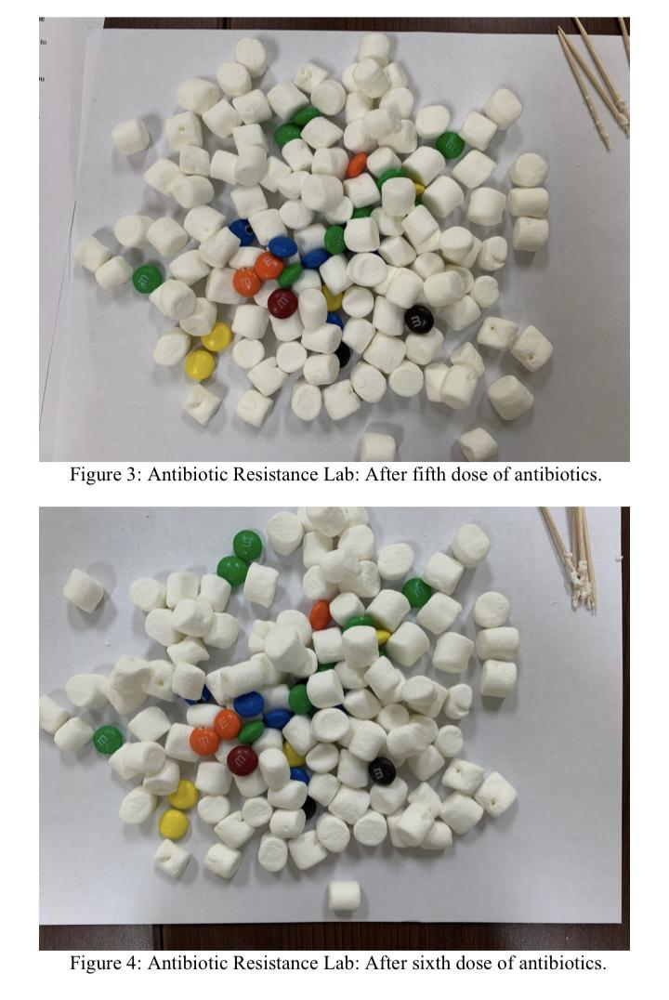 to
Figure 3: Antibiotic Resistance Lab: After fifth dose of antibiotics.
m
m
m
m
m
m
Figure 4: Antibiotic Resistance Lab: After sixth dose of antibiotics.
m
m
m
m
m
m
m